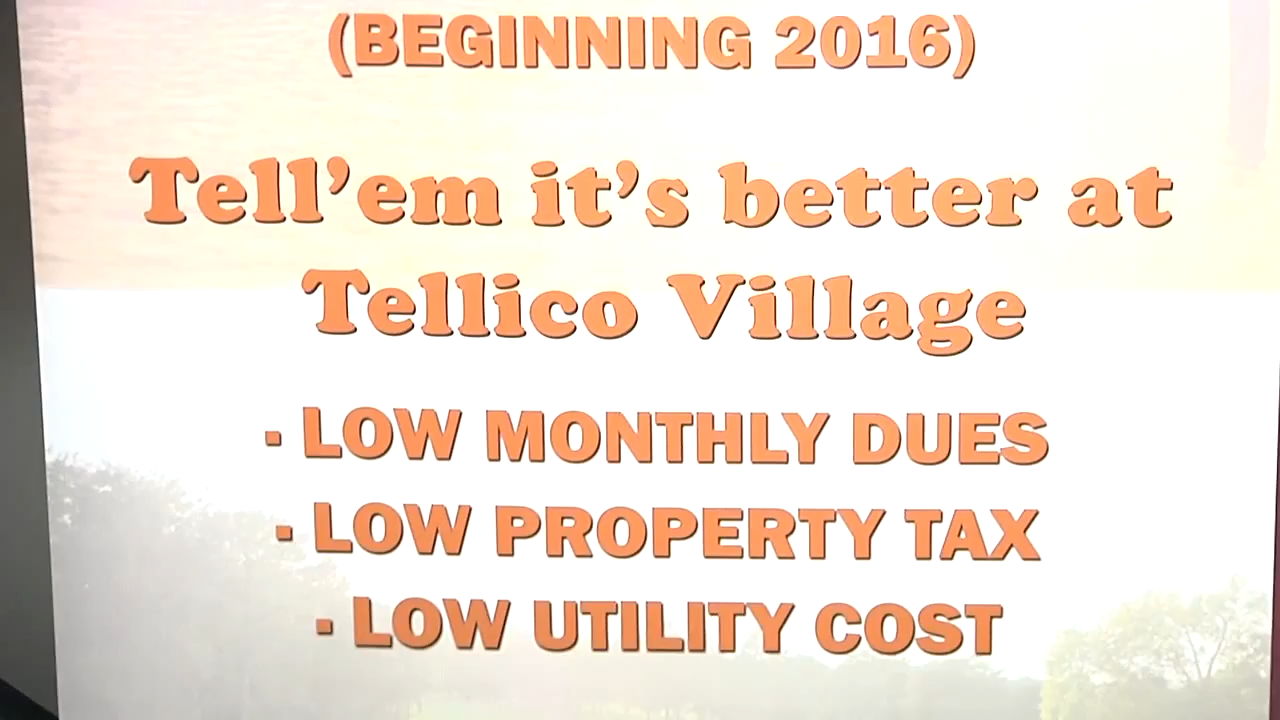 (BEGINNING 2016)
Tell’em it’s better at
Tellico Village
- LOW MONTHLY DUES
- LOW PROPERTY TAX
- LOW UTILITY COST